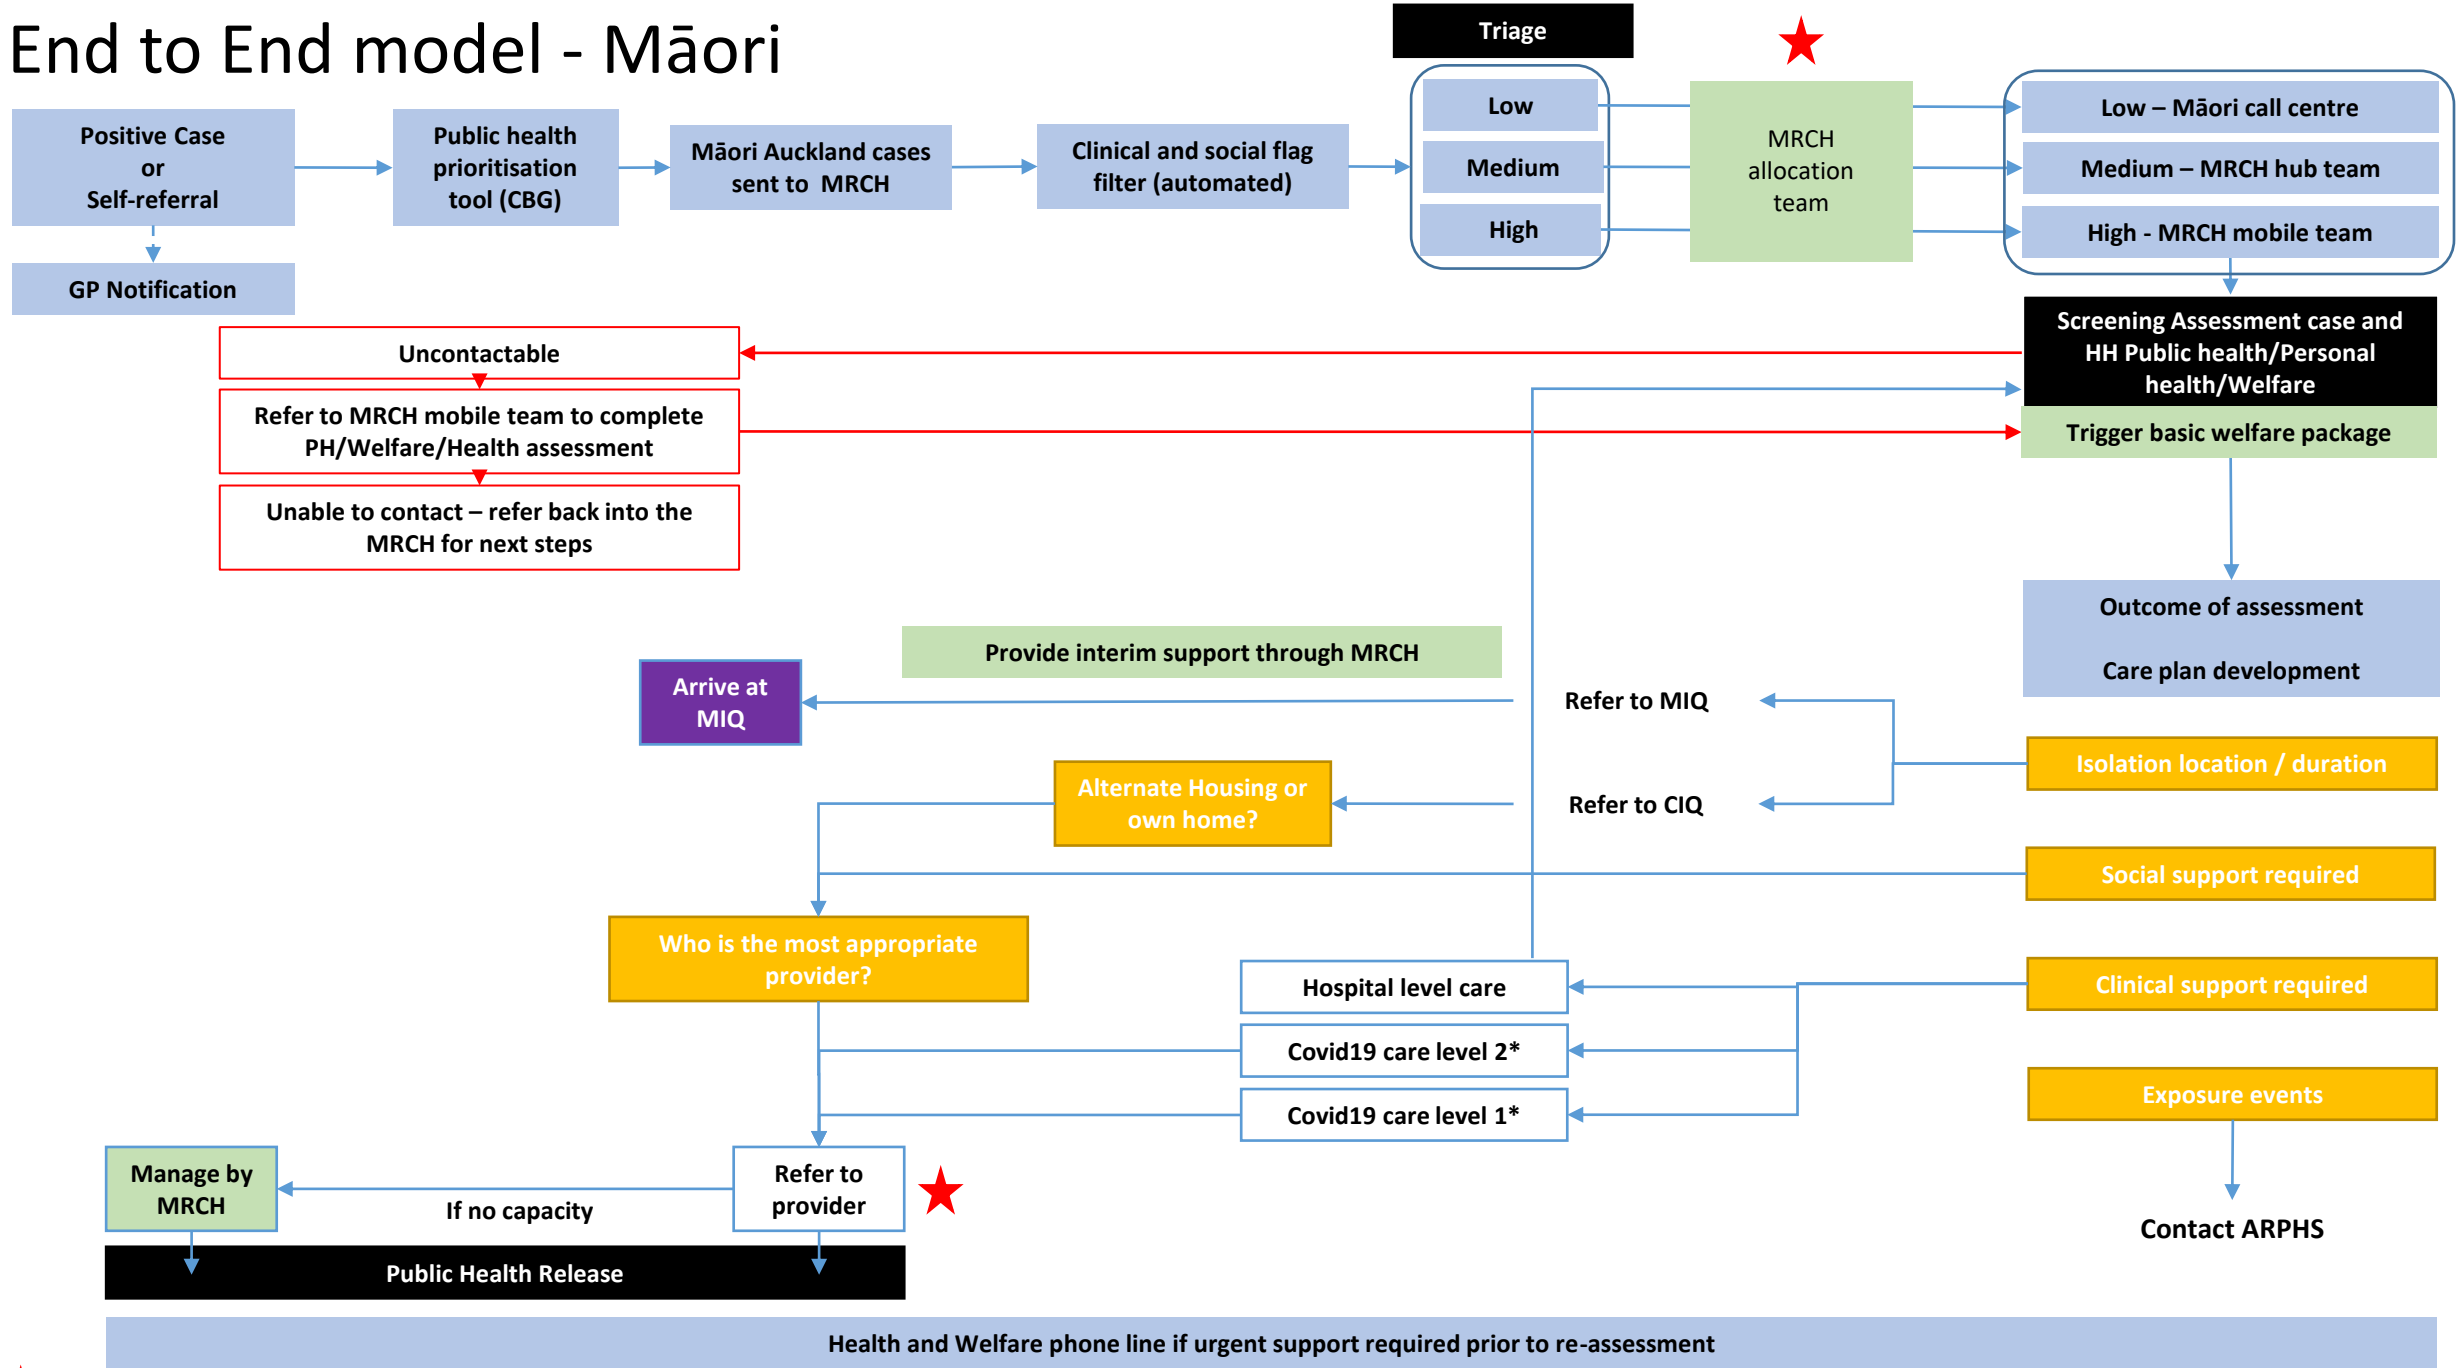 End to End model - Māori
Triage
Positive Case
or
Self-referral
Public health
prioritisation
tool (CBG)
Māori Auckland cases
sent to MRCH
Clinical and social flag
filter (automated)
Low
Medium
High
MRCH
allocation
team
Low – Māori call centre
Medium – MRCH hub team
High - MRCH mobile team
GP Notification
Screening Assessment case and
HH Public health/Personal
health/Welfare
Trigger basic welfare package
Uncontactable
Refer to MRCH mobile team to complete
PH/Welfare/Health assessment
Unable to contact – refer back into the
MRCH for next steps
Outcome of assessment
Care plan development
Provide interim support through MRCH
Arrive at
MIQ
Refer to MIQ
Isolation location / duration
Alternate Housing or
own home?
Refer to CIQ
Social support required
Who is the most appropriate
provider?
Clinical support required
Hospital level care
Covid19 care level 2*
Covid19 care level 1*
Exposure events
Contact ARPHS
Manage by
MRCH
If no capacity
Refer to
provider
Public Health Release
Health and Welfare phone line if urgent support required prior to re-assessment